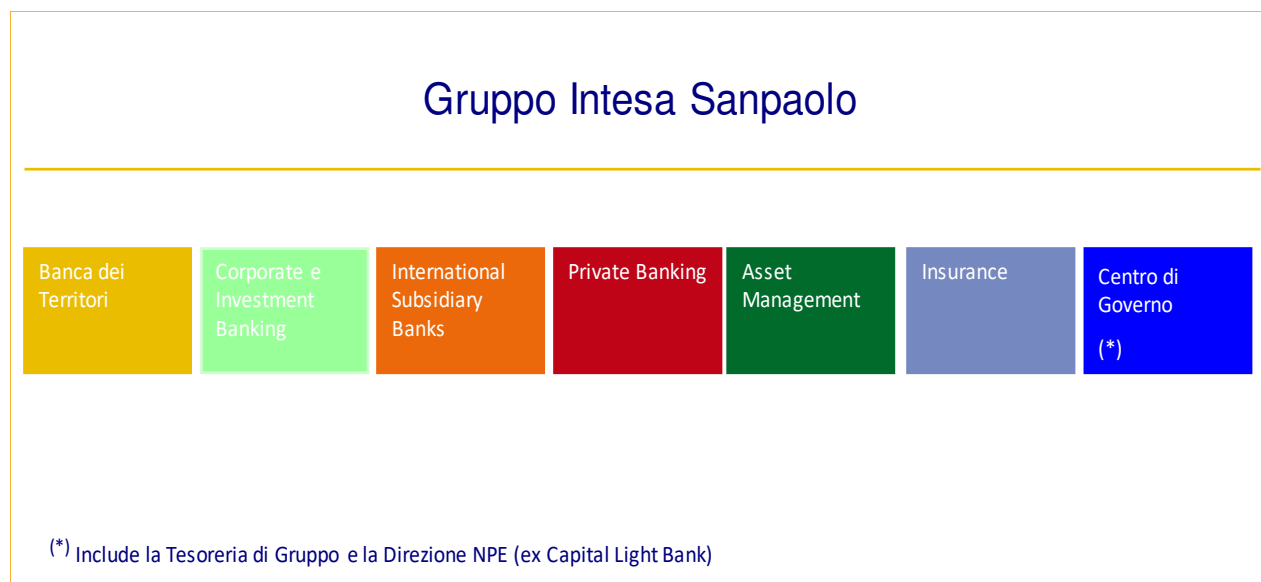 Gruppo Intesa Sanpaolo
Banca dei
Territori
Corporate e
Investment
Banking
International
Subsidiary
Banks
Private Banking
Asset
Management
Insurance
Centro di
Governo
(*)
(*) Include la Tesoreria di Gruppo e la Direzione NPE (ex Capital Light Bank)